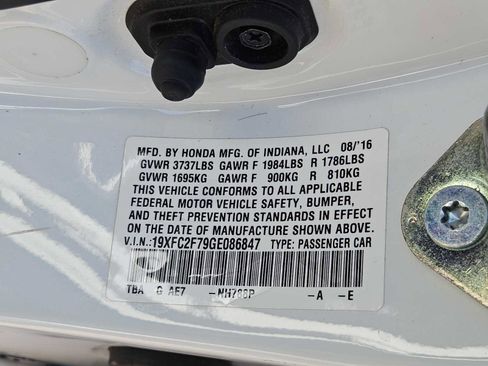 MFD. BY HONDA MFG. OF INDIANA, LLC 08/'16
GVWR 3737LBS GAWR F 1984LBS R 1786LBS
GVWR 1695KG GAWR F 900KG R 810KG
THIS VEHICLE CONFORMS TO ALL APPLICABLE
FEDERAL MOTOR VEHICLE SAFETY, BUMPER,
AND THEFT PREVENTION STANDARDS IN EFFECT
ON THE DATE OF MANUFACTURE SHOWN ABOVE.
V.I.N.:19XFC2F79GE086847 TYPE: PASSENGER CAR
TBA AE7 -A -E